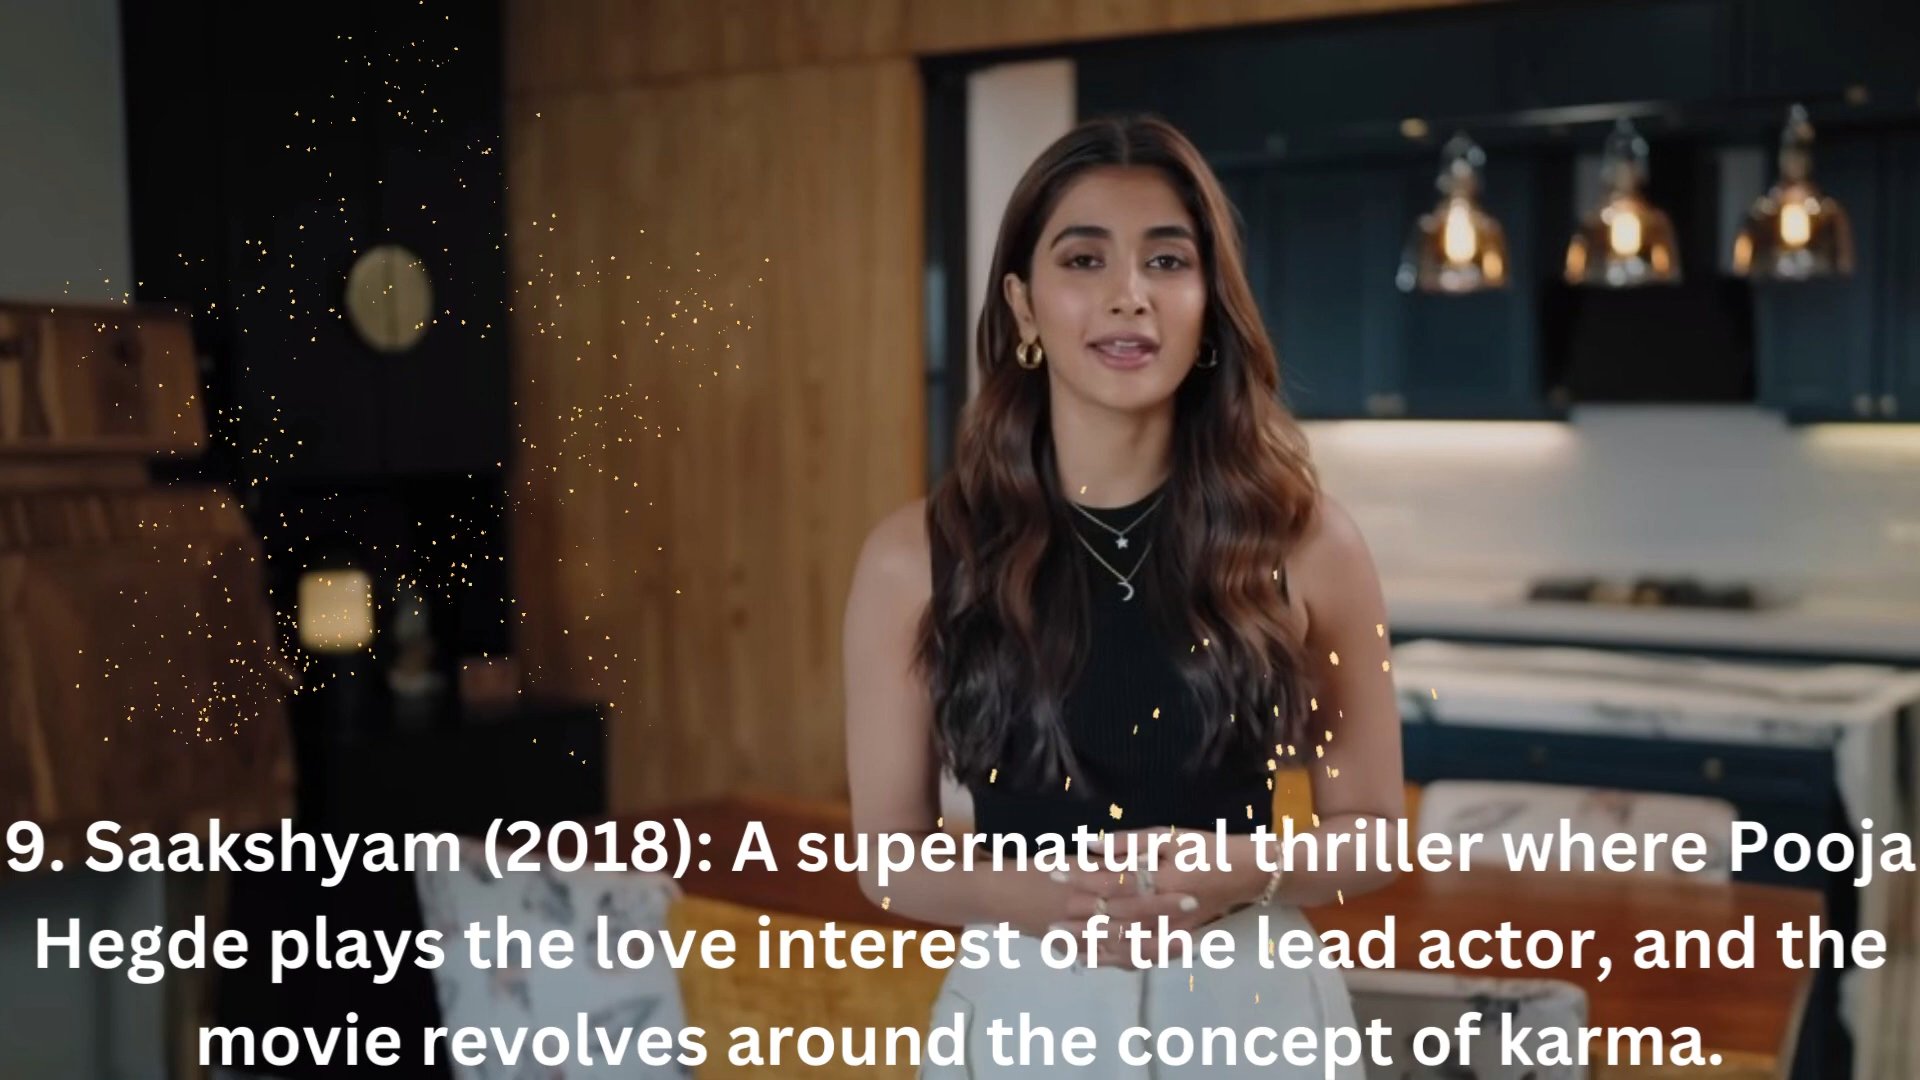 9. Saakshyam (2018): A supernatural thriller where Pooja
Hegde plays the love interest of the lead actor, and the
movie revolves around the concept of karma.